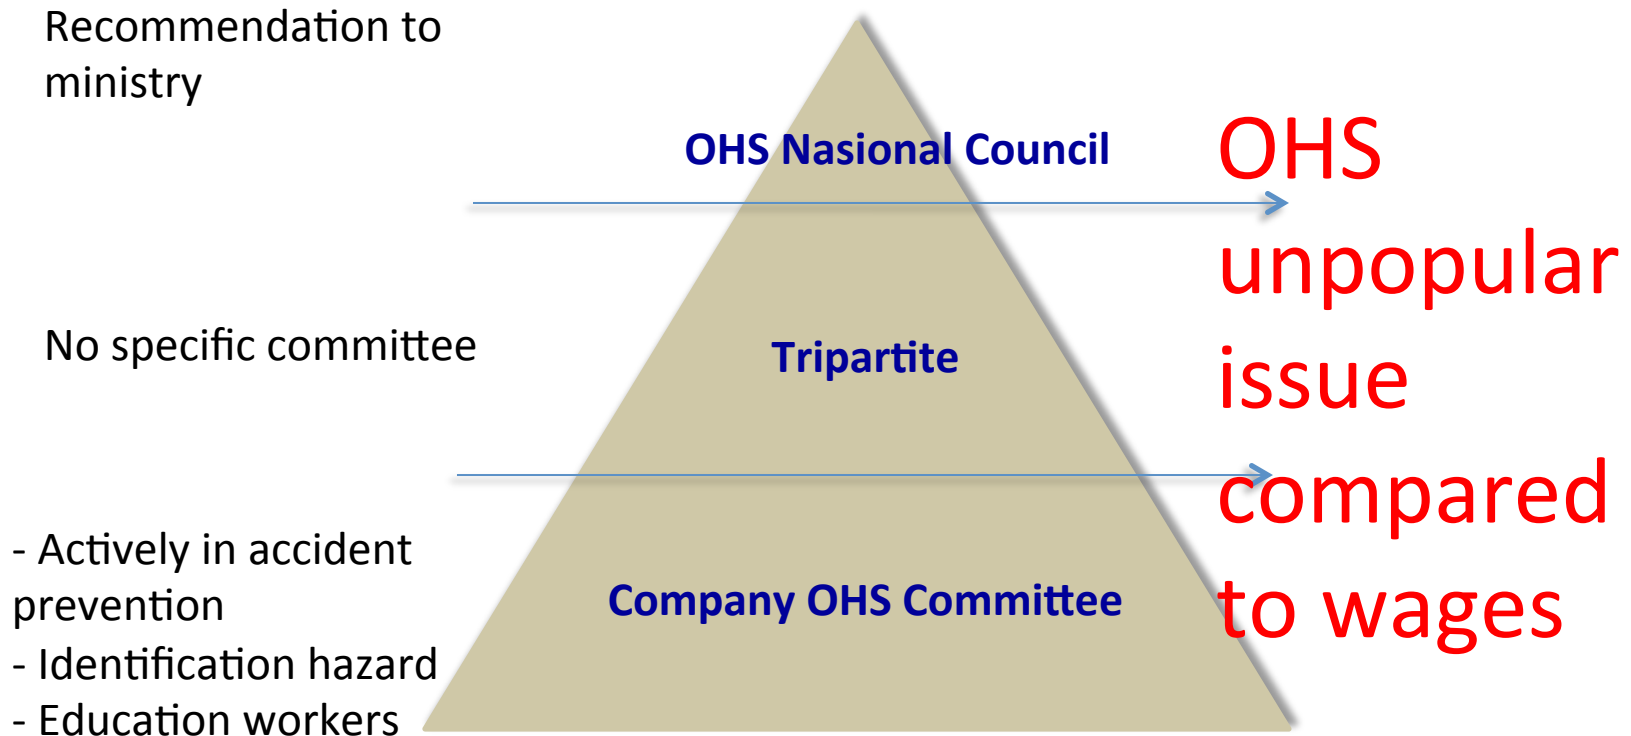 Recommendation to
ministry
OHS Nasional Council
No specific committee
Tripartite
- Actively in accident
prevention
- Identification hazard
- Education workers
Company OHS Committee
OHS
unpopular
issue
compared
to wages